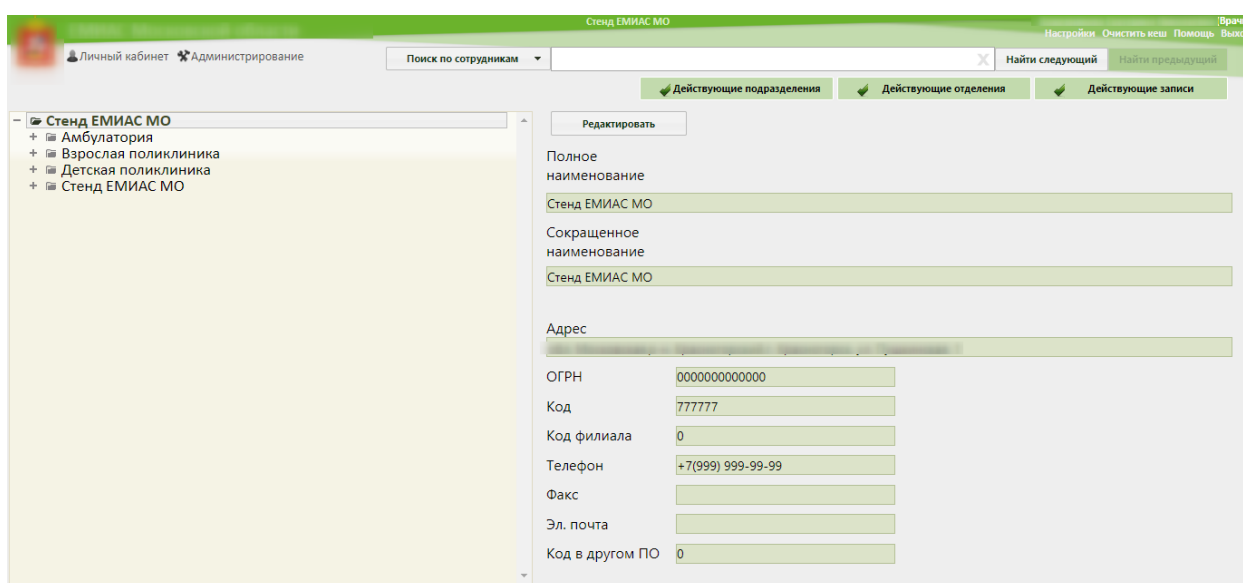 Стенд ЕМИАС МО
[Врач
Настройки Очистить кеш Помощь Выхо
Личный кабинет Администрирование
Поиск по сотрудникам
X
Найти следующий
Найти предыдущий
Действующие подразделения
Действующие отделения
Действующие записи
Стенд ЕМИАС МО
Амбулатория
Взрослая поликлиника
Детская поликлиника
Стенд ЕМИАС МО
Редактировать
Полное
наименование
Стенд ЕМИАС МО
Сокращенное
наименование
Стенд ЕМИАС МО
Адрес
ОГРН 0000000000000
Код 777777
Код филиала 0
Телефон +7(999) 999-99-99
Факс
Эл. почта
Код в другом ПО 0